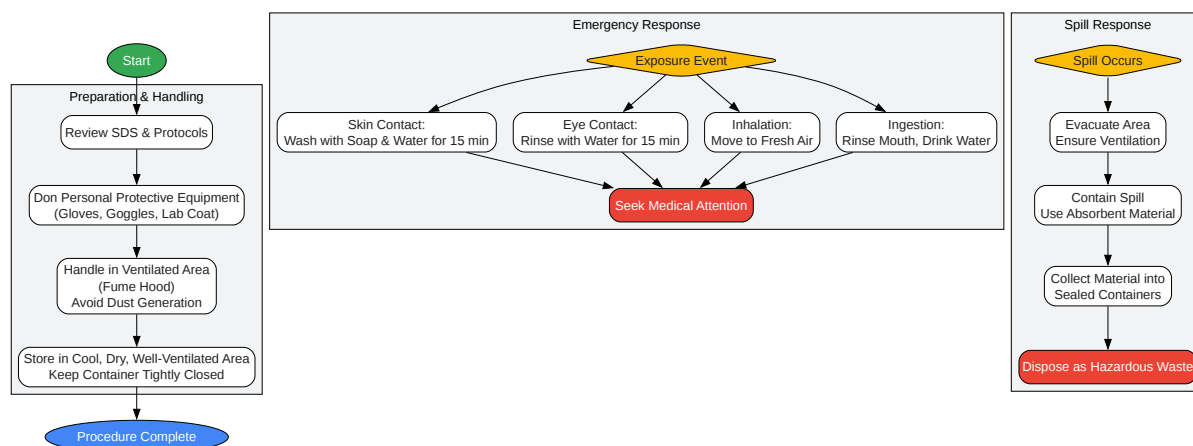 Start
Preparation & Handling
Review SDS & Protocols
Don Personal Protective Equipment
(Gloves, Goggles, Lab Coat)
Handle in Ventilated Area
(Fume Hood)
Avoid Dust Generation
Store in Cool, Dry, Well-Ventilated Area
Keep Container Tightly Closed
Procedure Complete
Emergency Response
Exposure Event
Skin Contact:
Wash with Soap & Water for 15 min
Eye Contact:
Rinse with Water for 15 min
Inhalation:
Move to Fresh Air
Ingestion:
Rinse Mouth, Drink Water
Seek Medical Attention
Spill Response
Spill Occurs
Evacuate Area
Ensure Ventilation
Contain Spill
Use Absorbent Material
Collect Material into
Sealed Containers
Dispose as Hazardous Waste